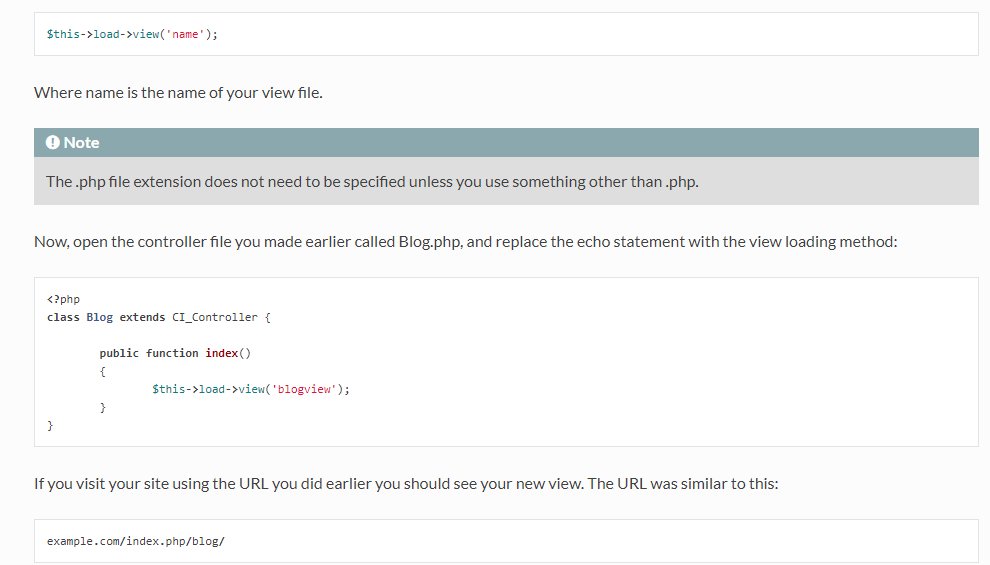 $this->load->view('name');
Where name is the name of your view file.
Note
The .php file extension does not need to be specified unless you use something other than .php.
Now, open the controller file you made earlier called Blog.php, and replace the echo statement with the view loading method:
<?php
class Blog extends CI_Controller {
public function index()
{
$this->load->view('blogview');
}
}
If you visit your site using the URL you did earlier you should see your new view. The URL was similar to this:
example.com/index.php/blog/